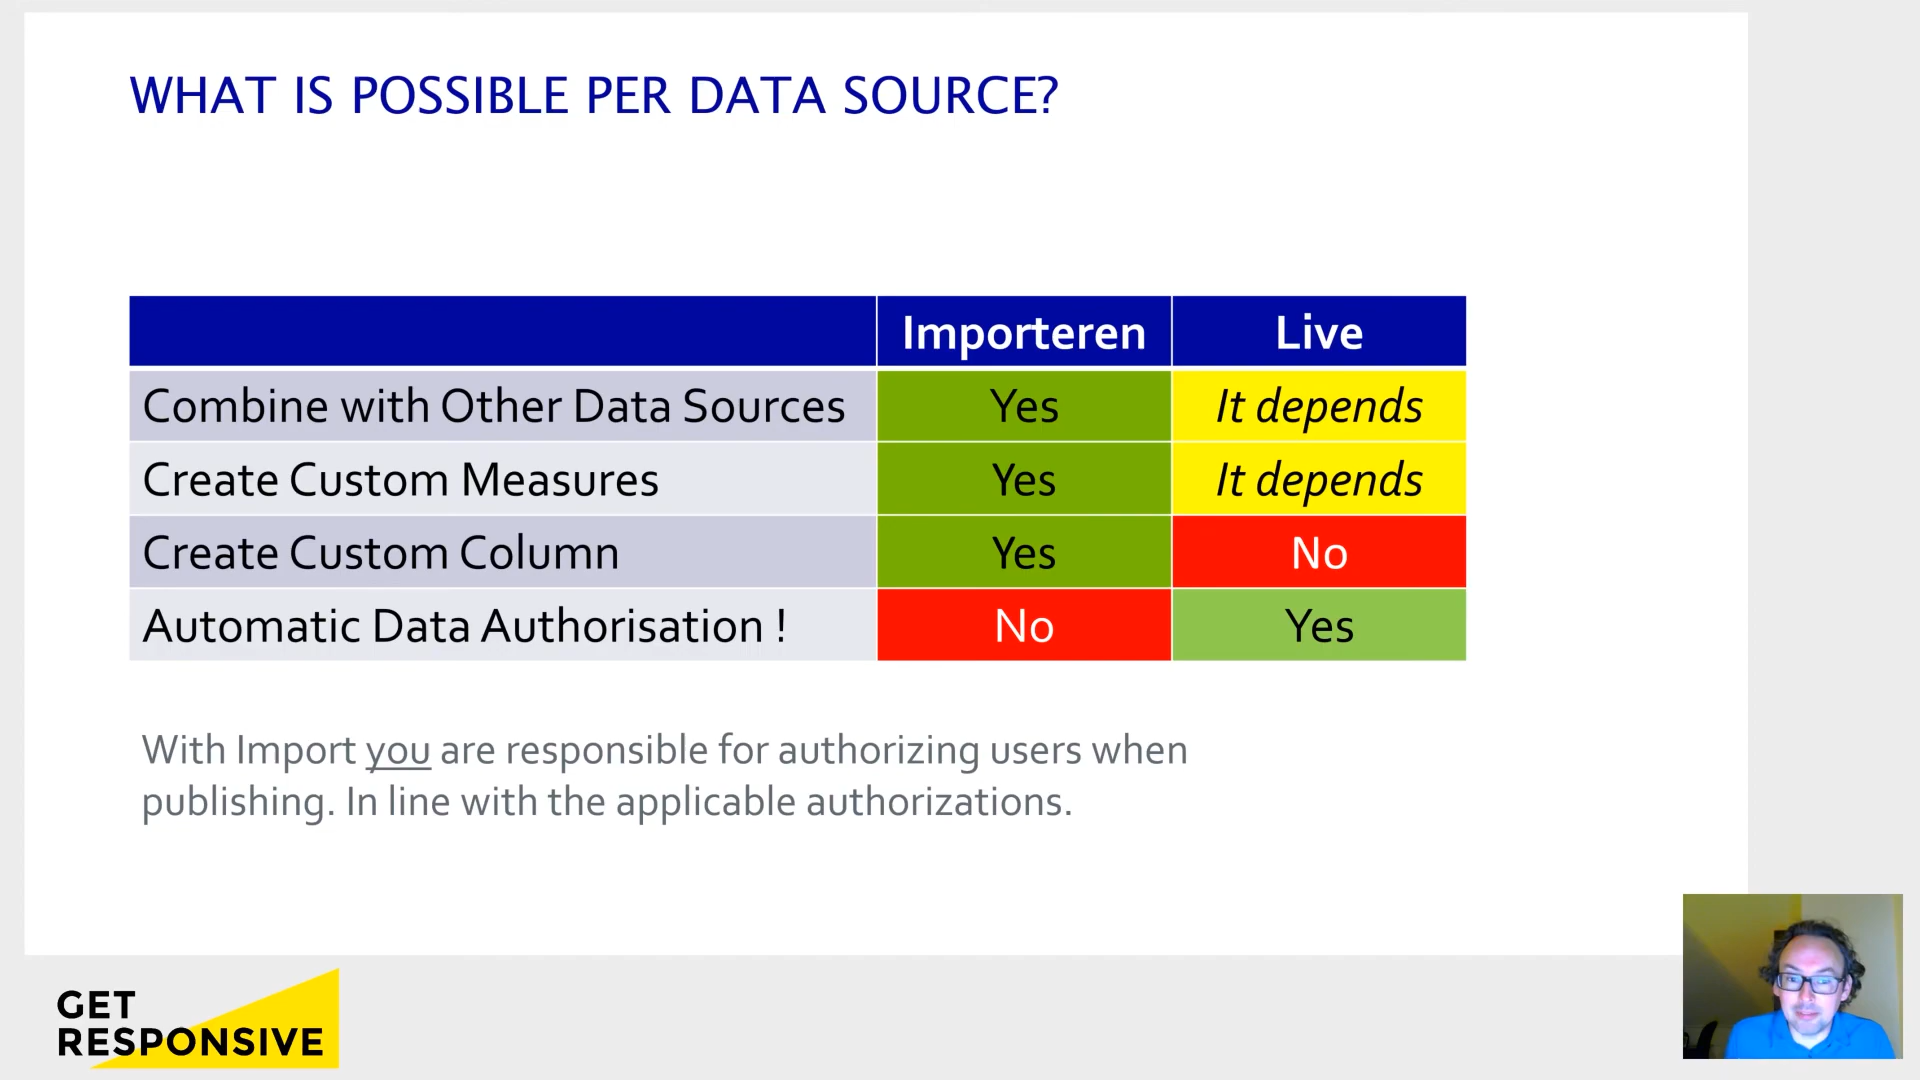 WHAT IS POSSIBLE PER DATA SOURCE?
Importeren Live
Combine with Other Data Sources Yes It depends
Create Custom Measures Yes It depends
Create Custom Column Yes No
Automatic Data Authorisation ! No Yes
With Import you are responsible for authorizing users when
publishing. In line with the applicable authorizations.
GET
RESPONSIVE